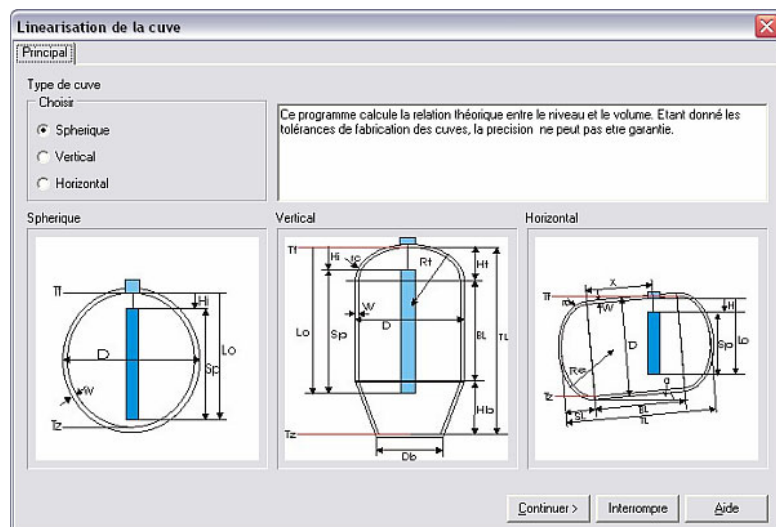 Linearisation de la cuve
Principal
Type de cuve
Choisir
Spherique
Vertical
Horizontal
Ce programme calcule la relation théorique entre le niveau et le volume. Etant donné les
tolérances de fabrication des cuves, la precision ne peut pas etre garantie.
Spherique
Tf
Hi
D
Lo
Sp
W
Tz
Vertical
Tf
Hi
rc
Rt
Ht
W
Lo
Sp
D
BL
TL
Hb
Tz
Db
Horizontal
X
Tf
W
H
D
Sp
Lo
Re
α
Tz
SL
BL
TL
Continuer >
Interrompre
Aide